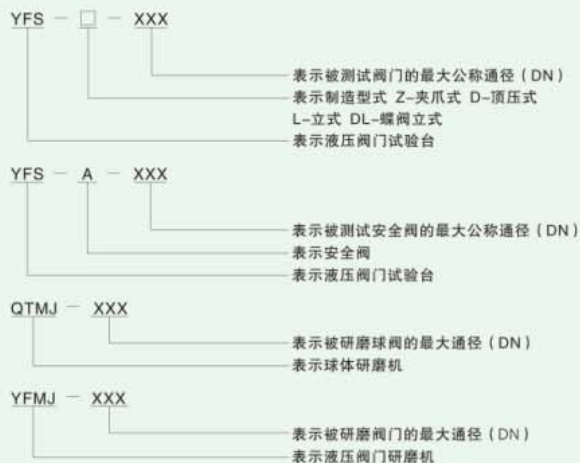 YFS － □ － XXX
表示被测试阀门的最大公称通径（DN）
表示制造型式 Z–夹爪式 D–顶压式
L–立式 DL–蝶阀立式
表示液压阀门试验台
YFS － A － XXX
表示被测试安全阀的最大公称通径（DN）
表示安全阀
表示液压阀门试验台
QTMJ － XXX
表示被研磨球阀的最大通径（DN）
表示球体研磨机
YFMJ － XXX
表示被研磨阀门的最大通径（DN）
表示液压阀门研磨机